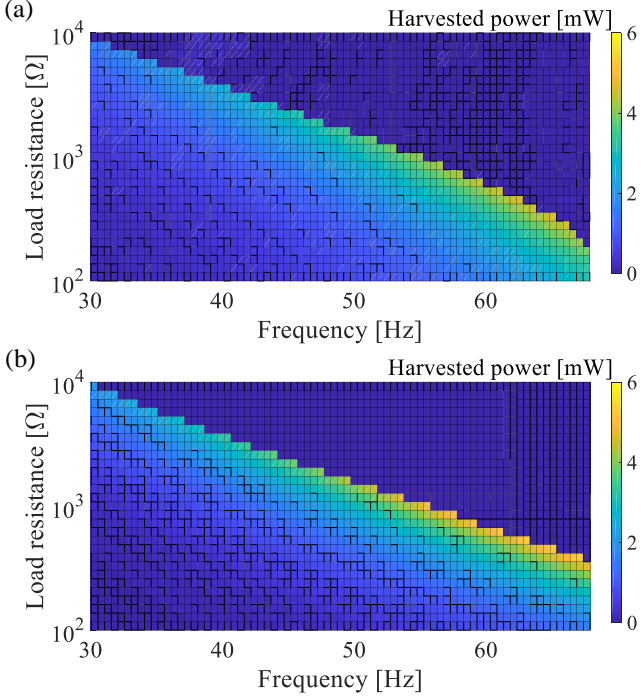 (a)
Harvested power [mW]
10^4
10^3
10^2
Load resistance [Ω]
30 40 50 60
Frequency [Hz]
6
4
2
0
(b)
Harvested power [mW]
10^4
10^3
10^2
Load resistance [Ω]
30 40 50 60
Frequency [Hz]
6
4
2
0